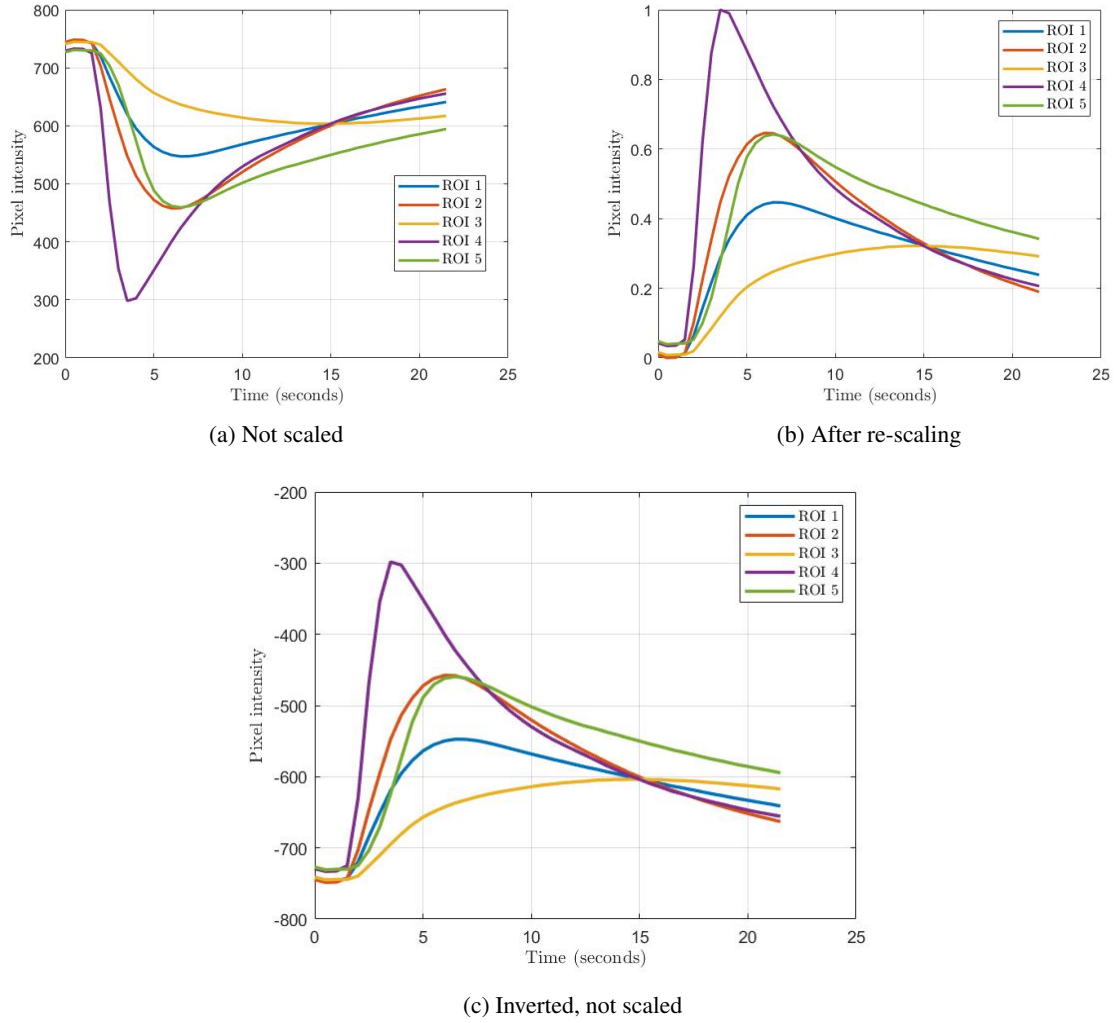 800
700
600
500
400
300
200
0
5
10
15
20
25
Pixel intensity
Time (seconds)
ROI 1
ROI 2
ROI 3
ROI 4
ROI 5
(a) Not scaled
1
0.8
0.6
0.4
0.2
0
0
5
10
15
20
25
Pixel intensity
Time (seconds)
ROI 1
ROI 2
ROI 3
ROI 4
ROI 5
(b) After re-scaling
-200
-300
-400
-500
-600
-700
-800
0
5
10
15
20
25
Pixel intensity
Time (seconds)
ROI 1
ROI 2
ROI 3
ROI 4
ROI 5
(c) Inverted, not scaled